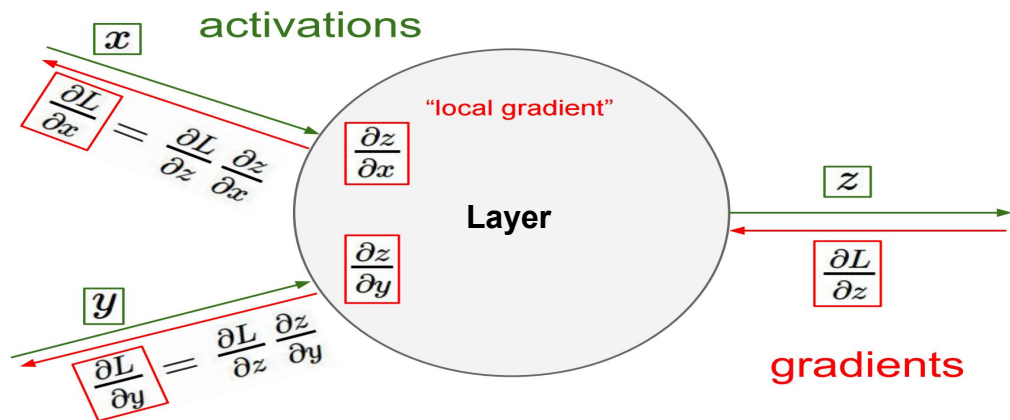 activations
x
∂L/∂x = ∂L/∂z ∂z/∂x
“local gradient”
∂z/∂x
Layer
z
∂L/∂z
∂z/∂y
y
∂L/∂y = ∂L/∂z ∂z/∂y
gradients